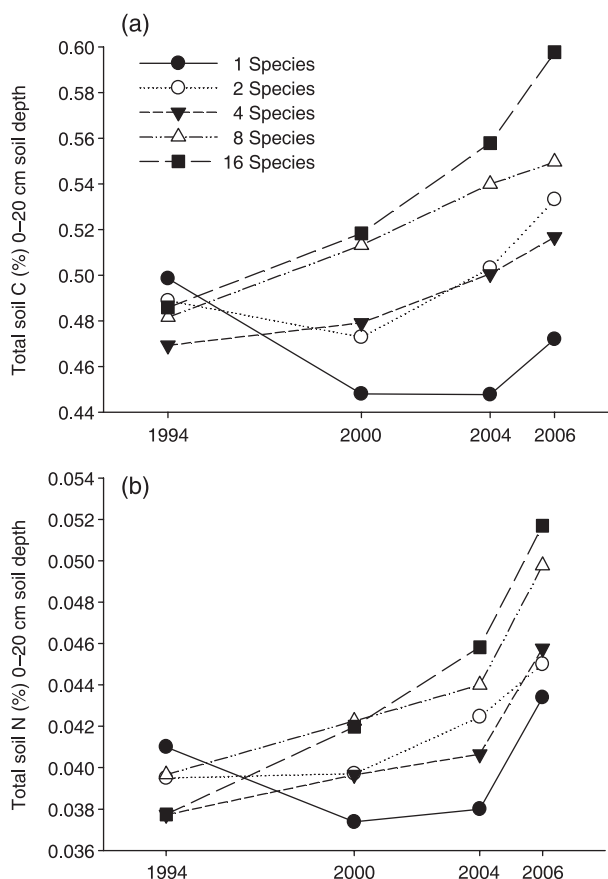 (a)
1 Species
2 Species
4 Species
8 Species
16 Species
Total soil C (%) 0–20 cm soil depth
0.60
0.58
0.56
0.54
0.52
0.50
0.48
0.46
0.44
1994
2000
2004
2006
(b)
Total soil N (%) 0–20 cm soil depth
0.054
0.052
0.050
0.046
0.044
0.042
0.040
0.038
0.036
1994
2000
2004
2006